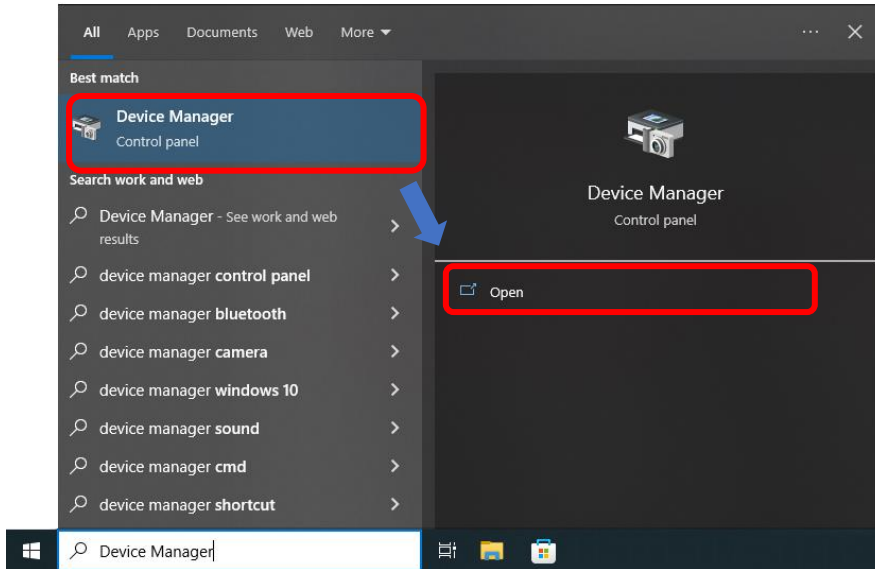 All Apps Documents Web More
Best match
Device Manager
Control panel
Search work and web
Device Manager - See work and web
results
device manager control panel
device manager bluetooth
device manager camera
device manager windows 10
device manager sound
device manager cmd
device manager shortcut
Device Manager
Control panel
Open
Device Manager